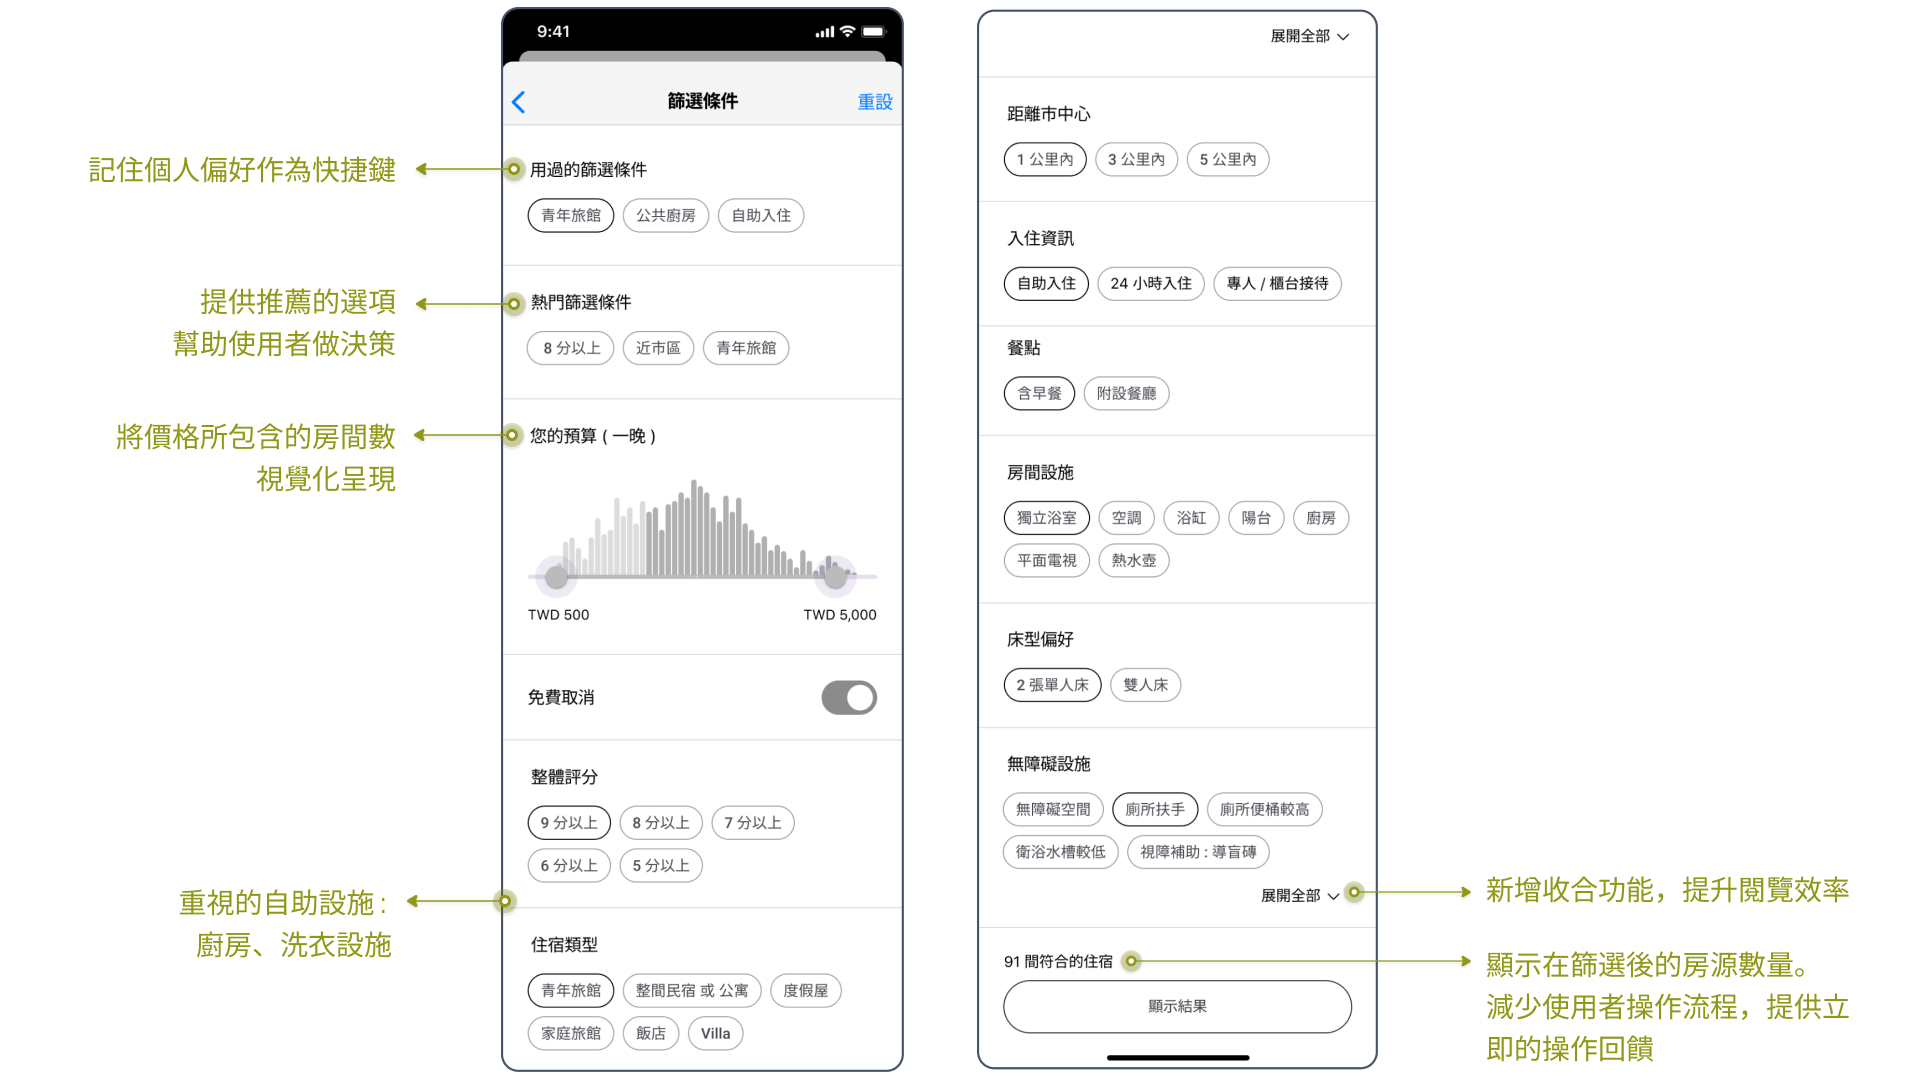 記住個人偏好作為快捷鍵
提供推薦的選項
幫助使用者做決策
將價格所包含的房間數
視覺化呈現
重視的自助設施 :
廚房、洗衣設施
9:41
篩選條件
重設
用過的篩選條件
青年旅館 公共廚房 自助入住
熱門篩選條件
8 分以上 近市區 青年旅館
您的預算 ( 一晚 )
TWD 500 TWD 5,000
免費取消
整體評分
9 分以上 8 分以上 7 分以上
6 分以上 5 分以上
住宿類型
青年旅館 整間民宿 或 公寓 度假屋
家庭旅館 飯店 Villa
展開全部
距離市中心
1 公里內 3 公里內 5 公里內
入住資訊
自助入住 24 小時入住 專人 / 櫃台接待
餐點
含早餐 附設餐廳
房間設施
獨立浴室 空調 浴缸 陽台 廚房
平面電視 熱水壺
床型偏好
2 張單人床 雙人床
無障礙設施
無障礙空間 廁所扶手 廁所便桶較高
衛浴水槽較低 視障補助 : 導盲磚
展開全部
91 間符合的住宿
顯示結果
新增收合功能，提升閱覽效率
顯示在篩選後的房源數量。
減少使用者操作流程，提供立
即的操作回饋